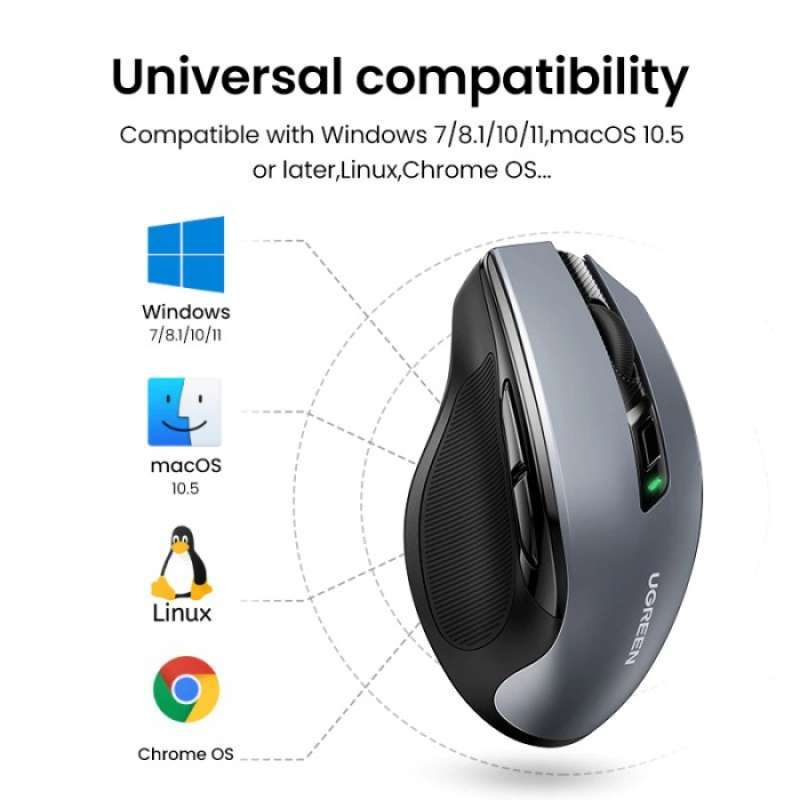 Universal compatibility
Compatible with Windows 7/8.1/10/11,macOS 10.5
or later,Linux,Chrome OS...
Windows
7/8.1/10/11
macOS
10.5
Linux
Chrome OS
UGREEN